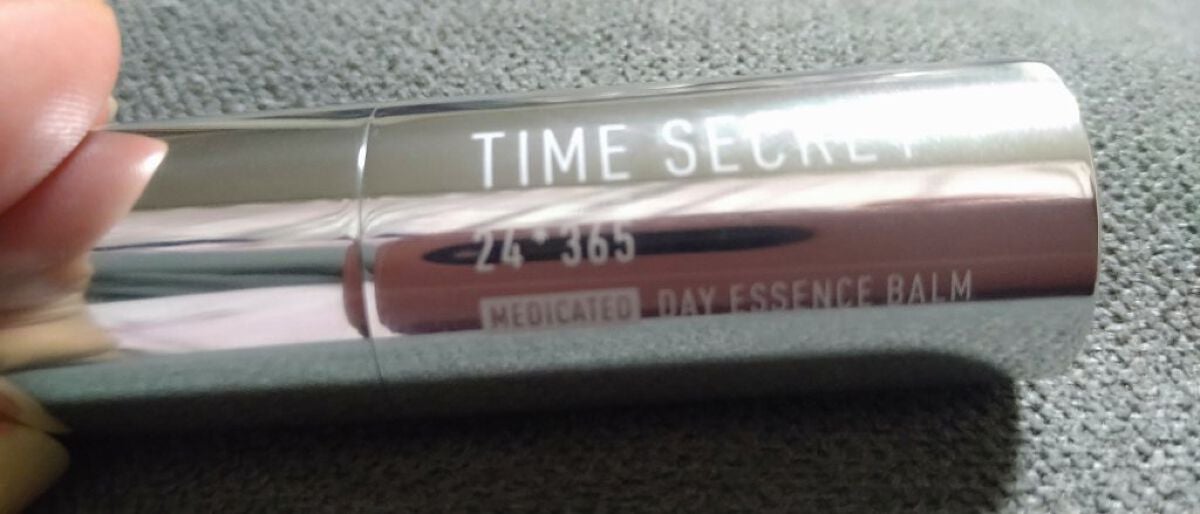 TIME SECRET
24•365
MEDICATED DAY ESSENCE BALM